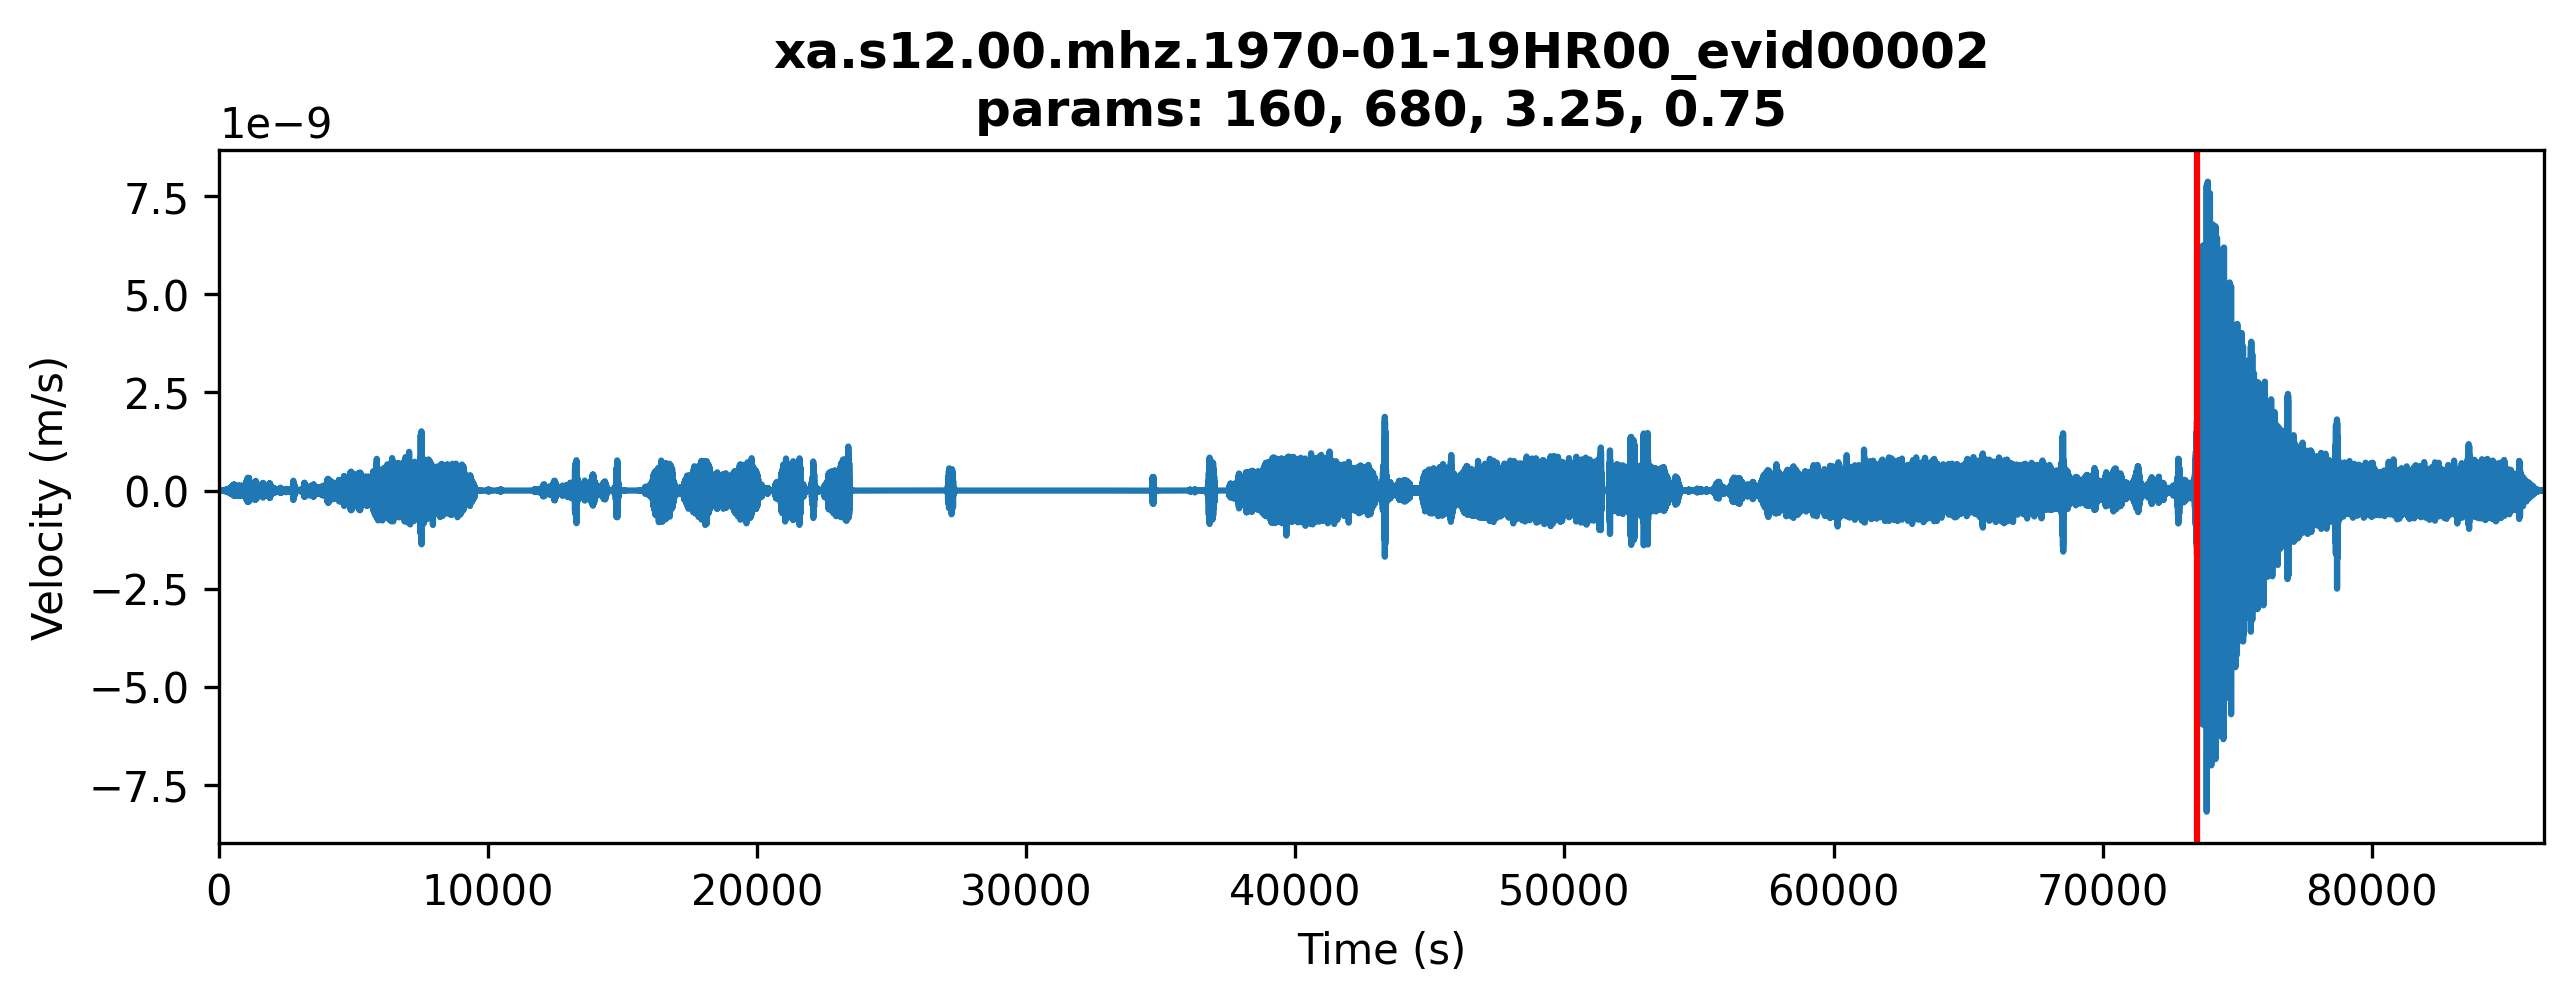 xa.s12.00.mhz.1970-01-19HR00_evid00002
params: 160, 680, 3.25, 0.75
1e−9
7.5
5.0
2.5
0.0
−2.5
−5.0
−7.5
Velocity (m/s)
0 10000 20000 30000 40000 50000 60000 70000 80000
Time (s)